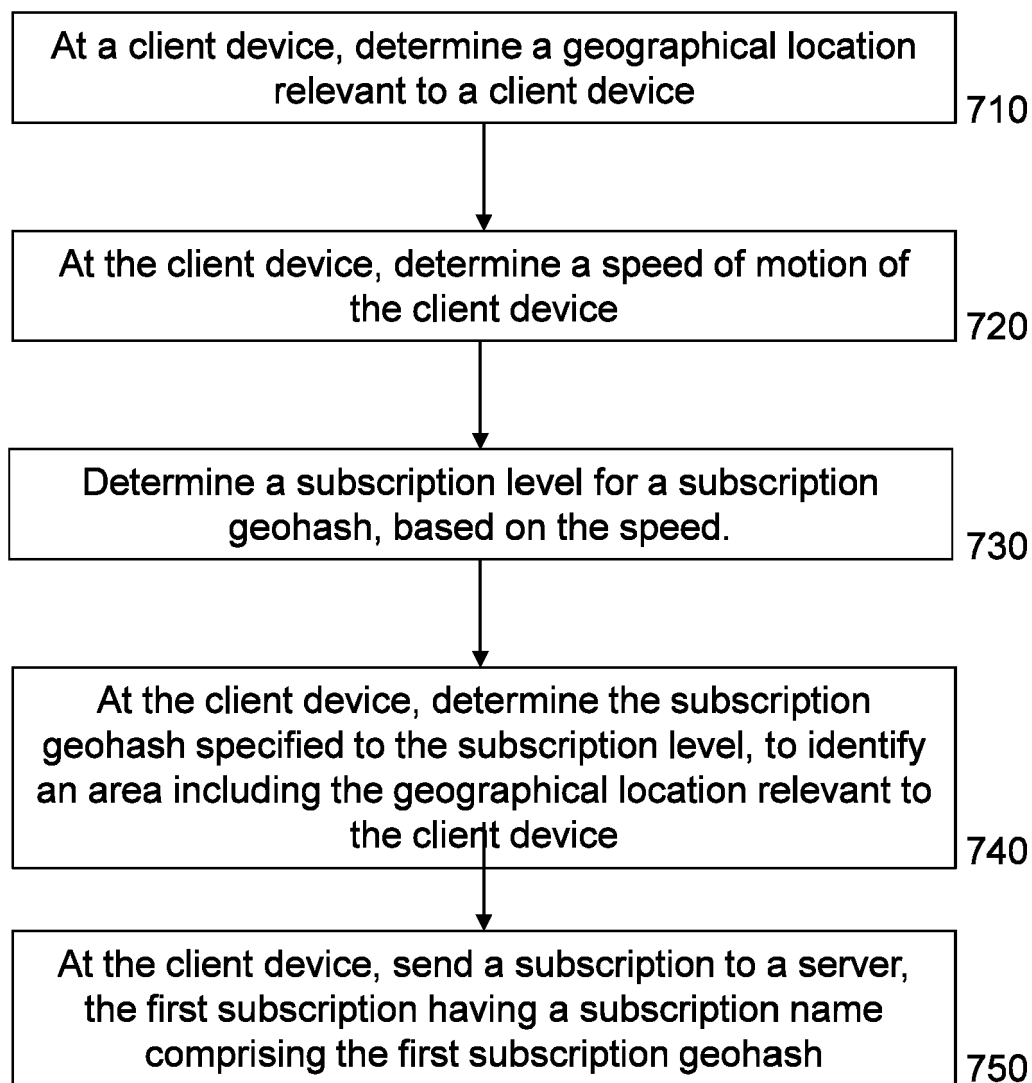 At a client device, determine a geographical location
relevant to a client device
710
At the client device, determine a speed of motion of
the client device
720
Determine a subscription level for a subscription
geohash, based on the speed.
730
At the client device, determine the subscription
geohash specified to the subscription level, to identify
an area including the geographical location relevant to
the client device
740
At the client device, send a subscription to a server,
the first subscription having a subscription name
comprising the first subscription geohash
750